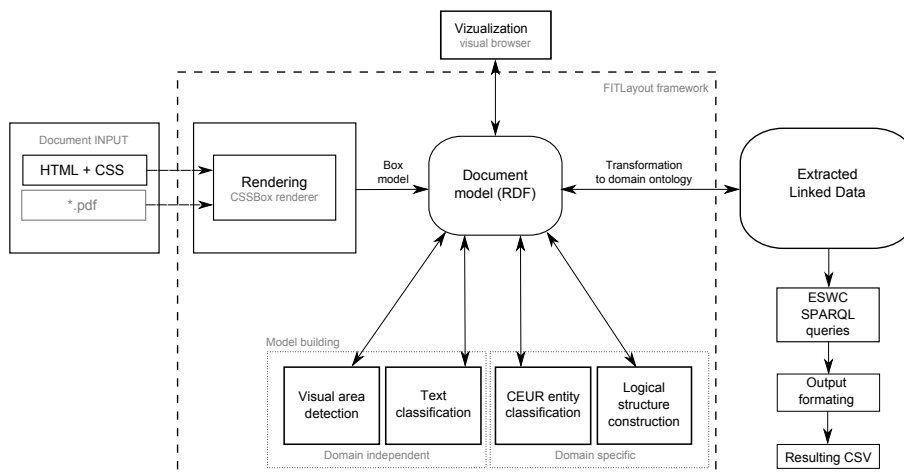 Vizualization
visual browser
FITLayout framework
Document INPUT
HTML + CSS
*.pdf
Rendering
CSSBox renderer
Box
model
Document
model (RDF)
Transformation
to domain ontology
Extracted
Linked Data
ESWC
SPARQL
queries
Output
formating
Resulting CSV
Model building
Visual area
detection
Text
classification
CEUR entity
classification
Logical
structure
construction
Domain independent
Domain specific